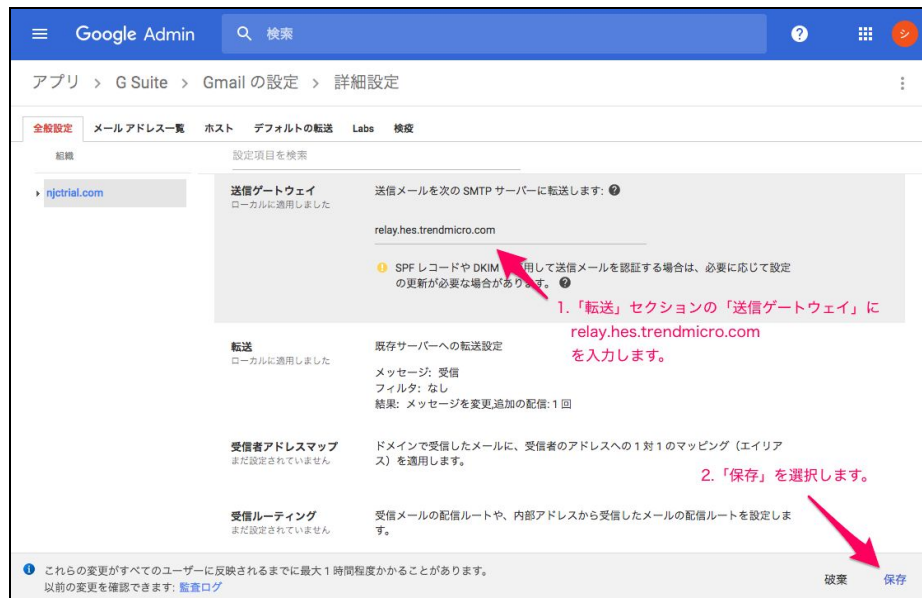 Google Admin
検索
シ
アプリ > G Suite > Gmail の設定 > 詳細設定
全般設定 メール アドレス一覧 ホスト デフォルトの転送 Labs 検疫
組織
設定項目を検索
njctrial.com
送信ゲートウェイ
ローカルに適用しました
送信メールを次の SMTP サーバーに転送します:
relay.hes.trendmicro.com
SPF レコードや DKIM 用して送信メールを認証する場合は、必要に応じて設定
の更新が必要な場合があります。
1.「転送」セクションの「送信ゲートウェイ」に
relay.hes.trendmicro.com
を入力します。
転送
ローカルに適用しました
既存サーバーへの転送設定
メッセージ: 受信
フィルタ: なし
結果: メッセージを変更,追加の配信: 1 回
受信者アドレスマップ
まだ設定されていません
ドメインで受信したメールに、受信者のアドレスへの 1 対 1 のマッピング（エイリア
ス）を適用します。
2.「保存」を選択します。
受信ルーティング
まだ設定されていません
受信メールの配信ルートや、内部アドレスから受信したメールの配信ルートを設定しま
す。
これらの変更がすべてのユーザーに反映されるまでに最大 1 時間程度かかることがあります。
以前の変更を確認できます: 監査ログ
破棄 保存